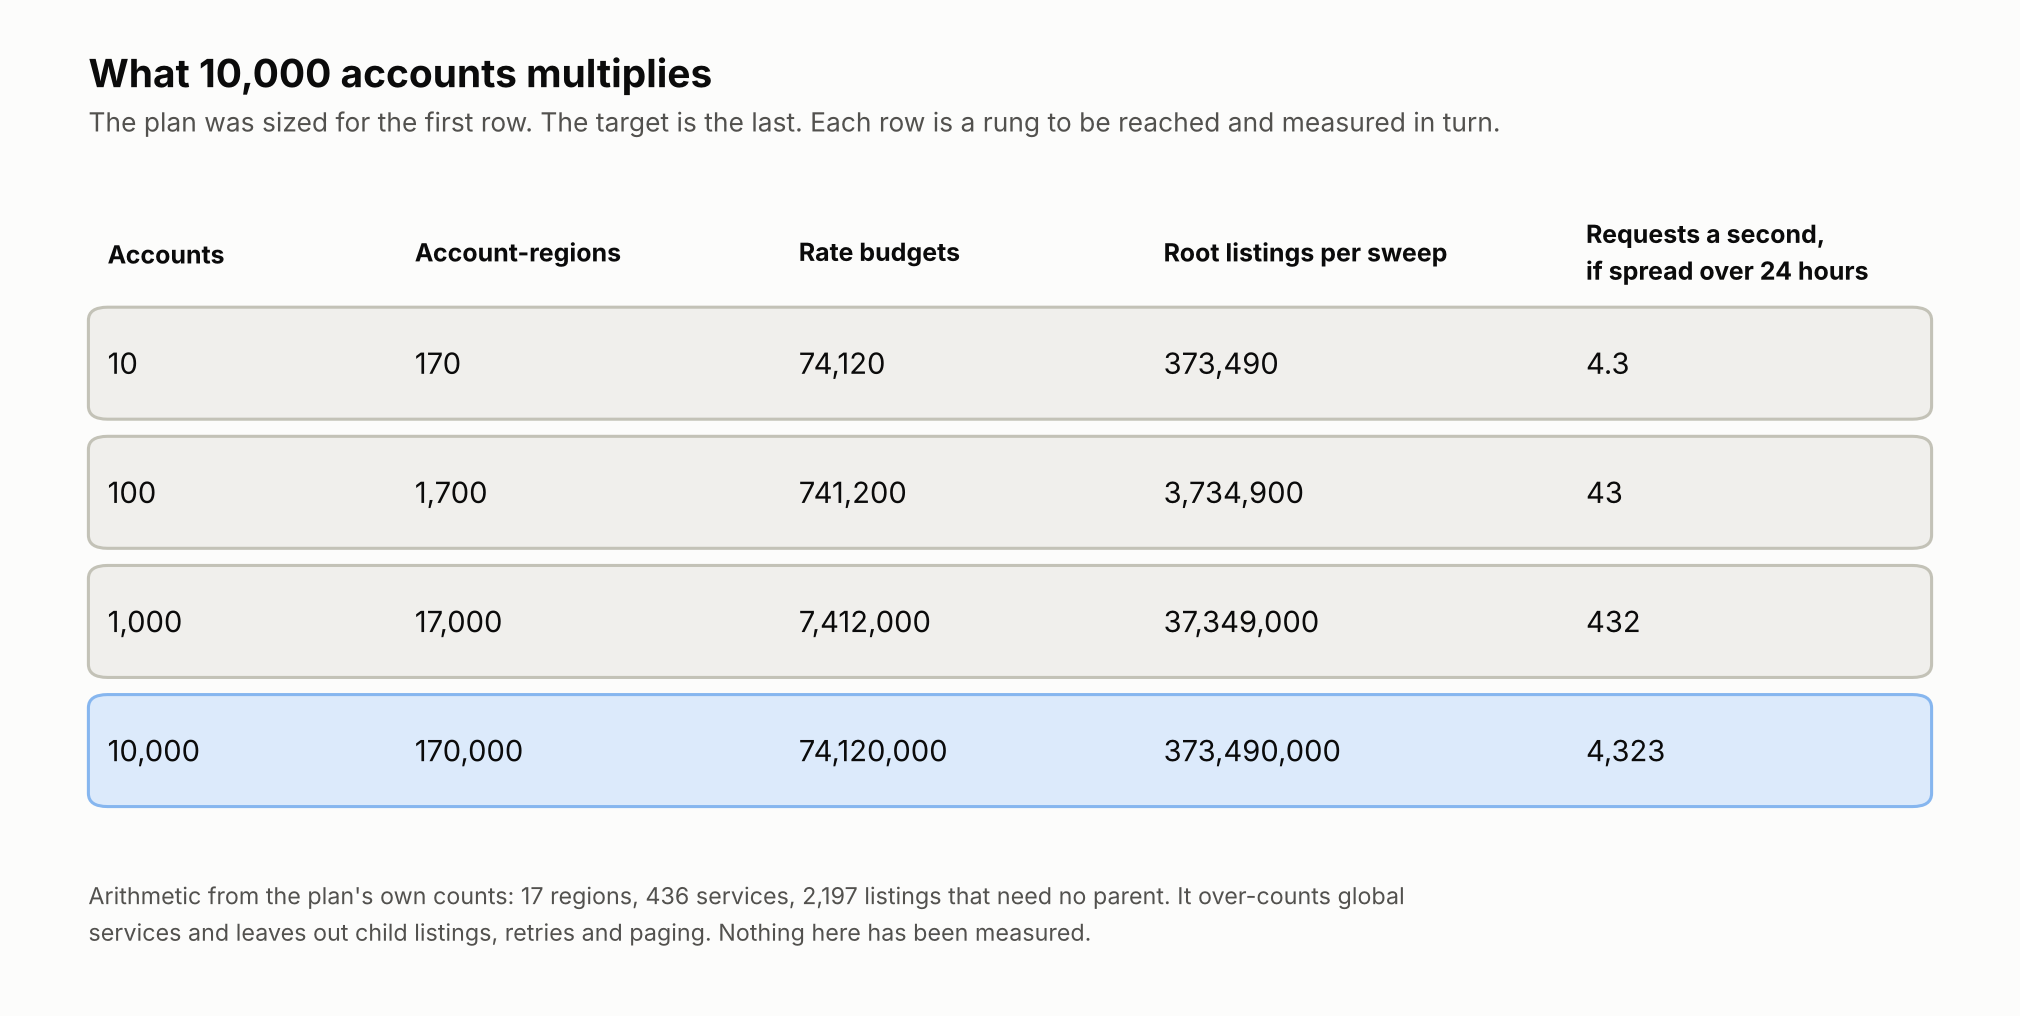 What 10,000 accounts multiplies
The plan was sized for the first row. The target is the last. Each row is a rung to be reached and measured in turn.
Accounts Account-regions Rate budgets Root listings per sweep Requests a second,
if spread over 24 hours
10 170 74,120 373,490 4.3
100 1,700 741,200 3,734,900 43
1,000 17,000 7,412,000 37,349,000 432
10,000 170,000 74,120,000 373,490,000 4,323
Arithmetic from the plan's own counts: 17 regions, 436 services, 2,197 listings that need no parent. It over-counts global
services and leaves out child listings, retries and paging. Nothing here has been measured.